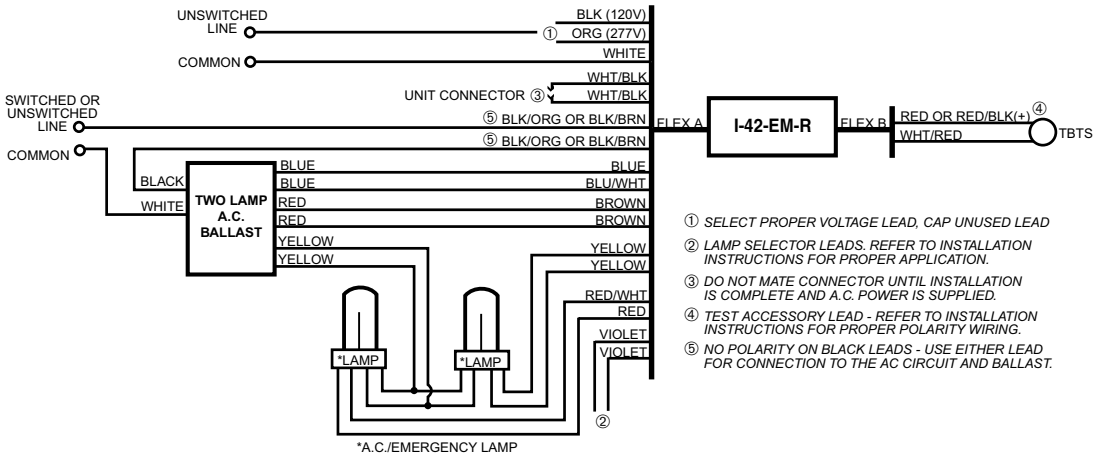 UNSWITCHED
LINE
① BLK (120V)
ORG (277V)
COMMON
WHITE
WHT/BLK
UNIT CONNECTOR ③ WHT/BLK
SWITCHED OR
UNSWITCHED
LINE
⑤ BLK/ORG OR BLK/BRN
COMMON
⑤ BLK/ORG OR BLK/BRN
FLEX A
I-42-EM-R
FLEX B
RED OR RED/BLK(+) ④
WHT/RED
TBTS
BLACK
WHITE
TWO LAMP
A.C.
BALLAST
BLUE
BLUE
BLUE
BLU/WHT
RED
BROWN
RED
BROWN
YELLOW
YELLOW
YELLOW
YELLOW
RED/WHT
RED
VIOLET
VIOLET
②
*LAMP
*LAMP
*A.C./EMERGENCY LAMP
① SELECT PROPER VOLTAGE LEAD, CAP UNUSED LEAD
② LAMP SELECTOR LEADS. REFER TO INSTALLATION
INSTRUCTIONS FOR PROPER APPLICATION.
③ DO NOT MATE CONNECTOR UNTIL INSTALLATION
IS COMPLETE AND A.C. POWER IS SUPPLIED.
④ TEST ACCESSORY LEAD - REFER TO INSTALLATION
INSTRUCTIONS FOR PROPER POLARITY WIRING.
⑤ NO POLARITY ON BLACK LEADS - USE EITHER LEAD
FOR CONNECTION TO THE AC CIRCUIT AND BALLAST.